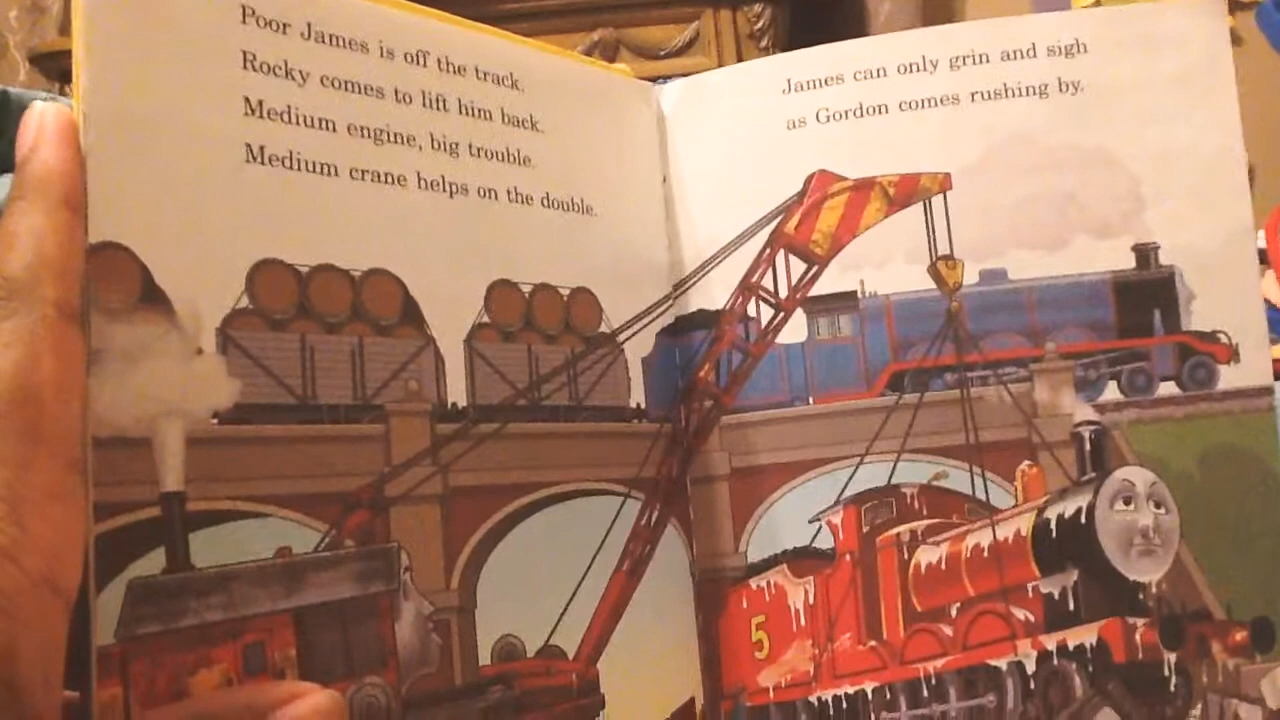 Poor James is off the track.
Rocky comes to lift him back.
Medium engine, big trouble.
Medium crane helps on the double.
James can only grin and sigh
as Gordon comes rushing by.
5